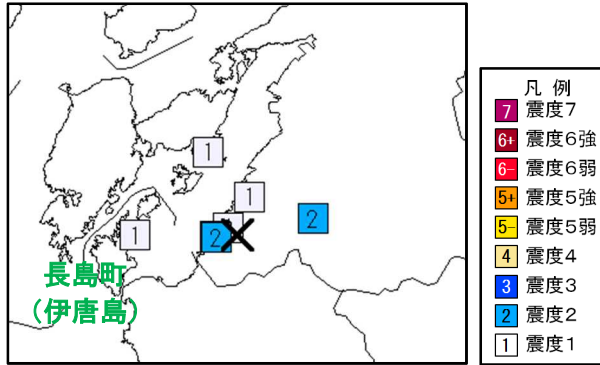 1
1
1
2
2
長島町
(伊唐島)
凡 例
7 震度7
6+ 震度6強
6- 震度6弱
5+ 震度5強
5- 震度5弱
4 震度4
3 震度3
2 震度2
1 震度1